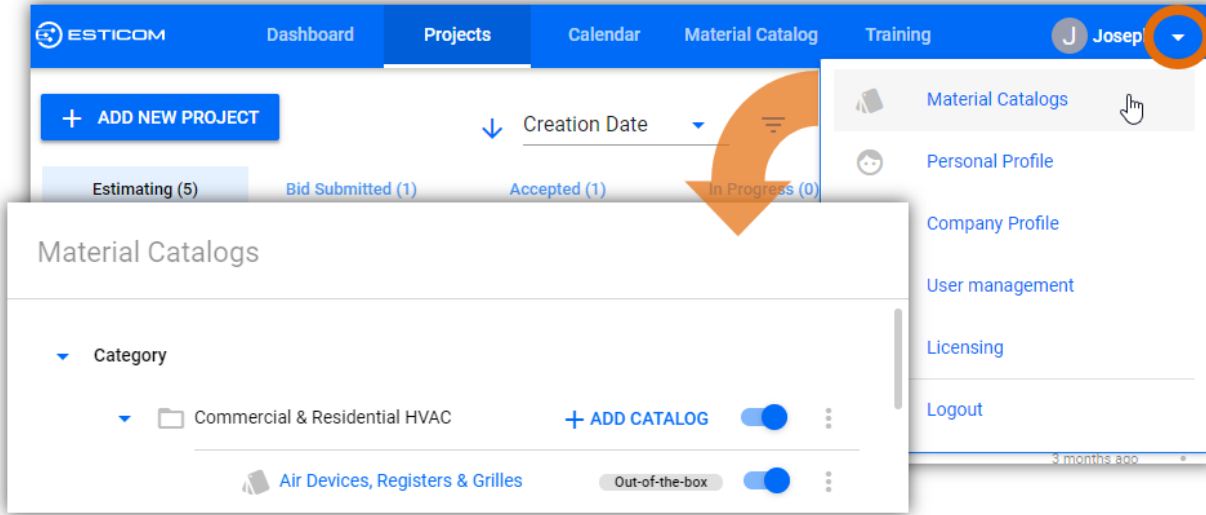 ESTICOM Dashboard Projects Calendar Material Catalog Training J Josep
+ ADD NEW PROJECT
Creation Date
Estimating (5) Bid Submitted (1) Accepted (1) In Progress (0)
Material Catalogs
Personal Profile
Company Profile
User management
Licensing
Logout
3 months ago
Material Catalogs
Category
Commercial & Residential HVAC + ADD CATALOG
Air Devices, Registers & Grilles Out-of-the-box